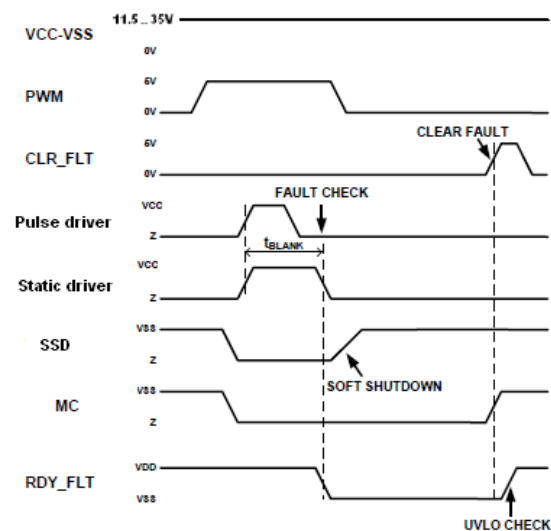 VCC-VSS
11.5...35V
0V
PWM
5V
0V
CLR_FLT
5V
0V
CLEAR FAULT
Pulse driver
VCC
Z
FAULT CHECK
tBLANK
Static driver
VCC
Z
SSD
VSS
Z
SOFT SHUTDOWN
MC
VSS
Z
RDY_FLT
VDD
VSS
UVLO CHECK